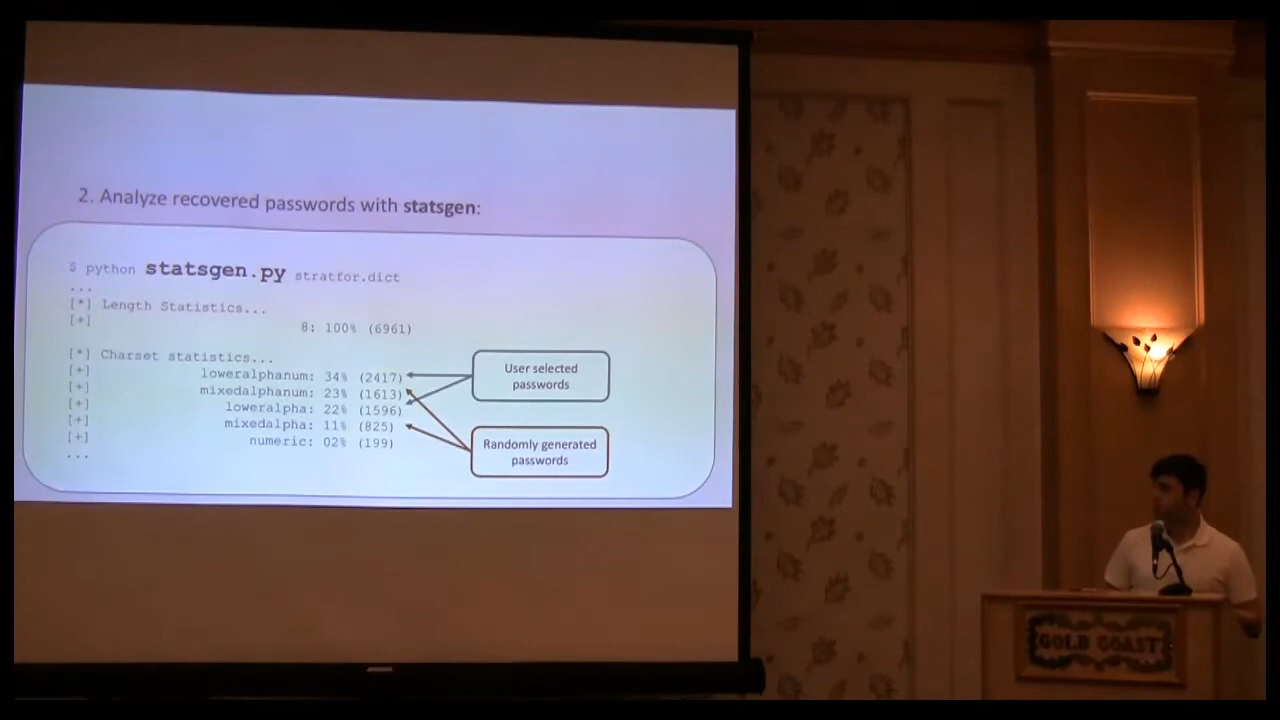 2. Analyze recovered passwords with statsgen:
$ python statsgen.py stratfor.dict
...
[*] Length Statistics...
[+] 8: 100% (6961)
[*] Charset statistics...
[+] loweralphanum: 34% (2417)
[+] mixedalphanum: 23% (1613)
[+] loweralpha: 22% (1596)
[+] mixedalpha: 11% (825)
[+] numeric: 02% (199)
...
User selected
passwords
Randomly generated
passwords
GOLD COAST